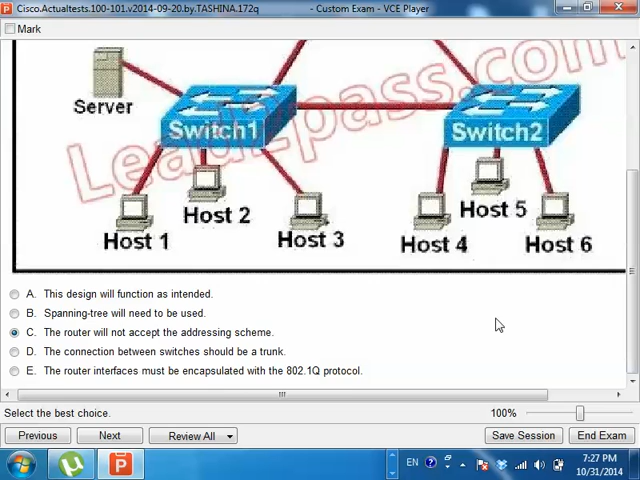 Cisco.Actualtests.100-101.v2014-09-20.by.TASHINA.172q - Custom Exam - VCE Player
Mark
Lead2pass.com
Server
Switch1
Switch2
Host 1
Host 2
Host 3
Host 4
Host 5
Host 6
A. This design will function as intended.
B. Spanning-tree will need to be used.
C. The router will not accept the addressing scheme.
D. The connection between switches should be a trunk.
E. The router interfaces must be encapsulated with the 802.1Q protocol.
Select the best choice. 100%
Previous Next Review All Save Session End Exam
EN 7:27 PM
10/31/2014